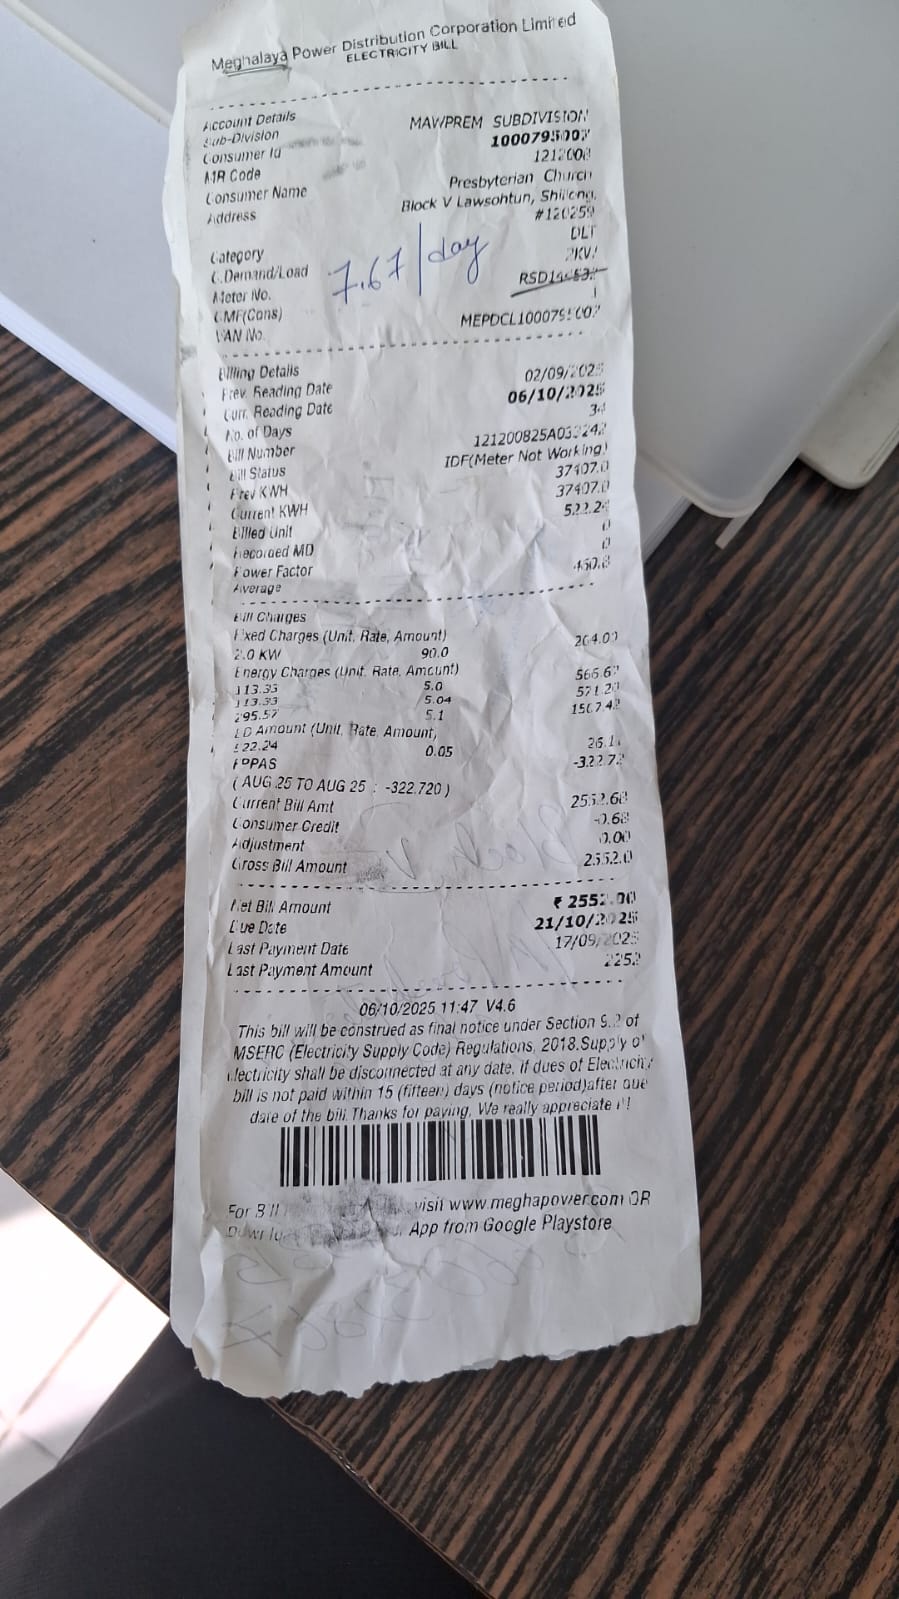 Meghalaya Power Distribution Corporation Limited
ELECTRICITY BILL
Account Details
Sub-Division MAWPREM SUBDIVISION
Consumer Id
MR Code
Consumer Name Presbyterian Church
Address Block V Lawsohtun, Shillong,
#120259
Category DLT
C.Demand/Load 2KW
7.67/day
Meter No.
CMF(Cons) 1
VAN No.
Billing Details
Prev. Reading Date 02/09/2025
Curr. Reading Date 06/10/2025
No. of Days 34
Bill Number
Bill Status IDF(Meter Not Working)
Prev KWH 37407.0
Current KWH 37407.0
Billed Unit 522.24
Recorded MD 0
Power Factor 0
Average 460.8
Bill Charges
Fixed Charges (Unit, Rate, Amount)
2.0 KW 90.0 204.00
Energy Charges (Unit, Rate, Amount)
113.33 5.0 566.67
113.33 5.04 571.20
295.57 5.1 1507.42
ED Amount (Unit, Rate, Amount)
522.24 0.05 26.11
FPPAS -322.72
( AUG 25 TO AUG 25 : -322.720 )
Current Bill Amt 2552.68
Consumer Credit -0.68
Adjustment 0.00
Gross Bill Amount 2552.0
Net Bill Amount ₹ 2552.00
Due Date 21/10/2025
Last Payment Date 17/09/2025
Last Payment Amount 2252
06/10/2025 11:47 V4.6
This bill will be construed as final notice under Section 9.2 of
MSERC (Electricity Supply Code) Regulations, 2018.Supply of
electricity shall be disconnected at any date, if dues of Electricity
bill is not paid within 15 (fifteen) days (notice period)after due
date of the bill. Thanks for paying, We really appreciate it!
For Bill visit www.meghapower.com OR
App from Google Playstore